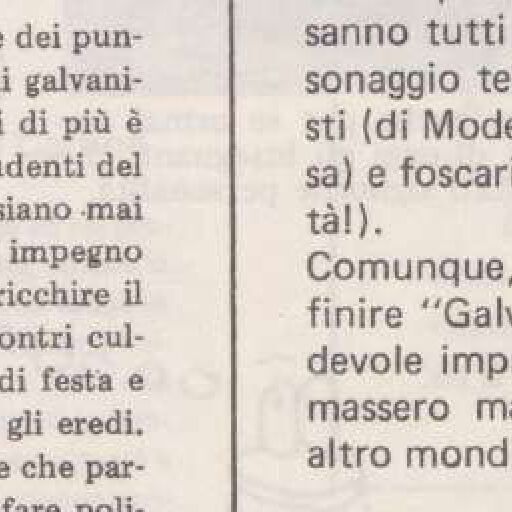 e dei pun-
i galvani-
i di più è
udenti del
siano mai
impegno
ricchire il
ontri cul-
di festa e
gli eredi.
e che par-
fare poli-
sanno tutti
sonaggio te
sti (di Mode
sa) e foscari
tà!).
Comunque,
finire “Galv
devole imp
massero ma
altro mond